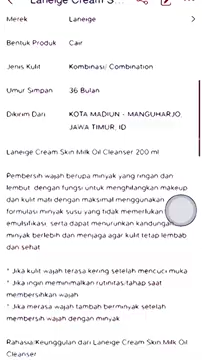 Laneige Cream S...
Merek Laneige
Bentuk Produk Cair
Jenis Kulit Kombinasi/ Combination
Umur Simpan 36 Bulan
Dikirim Dari KOTA MADIUN - MANGUHARJO,
JAWA TIMUR, ID
Laneige Cream Skin Milk Oil Cleanser 200 ml
Pembersih wajah berupa minyak yang ringan dan
lembut dengan fungsi untuk menghilangkan makeup
dan kulit mati dengan maksimal menggunakan
formulasi minyak susu yang tidak memerlukan
emulsifikasi, serta dapat menurunkan kandungan
minyak berlebih dan menjaga agar kulit tetap lembab
dan sehat
* Jika kulit wajah terasa kering setelah mencuci muka
* Jika ingin meminimalkan rutinitas/tahap saat
membersihkan wajah
* Jika merasa wajah tambah berminyak setelah
membersih wajah dengan minyak
Rahasia/Keunggulan dari Laneige Cream Skin Milk Oil
Cleanser